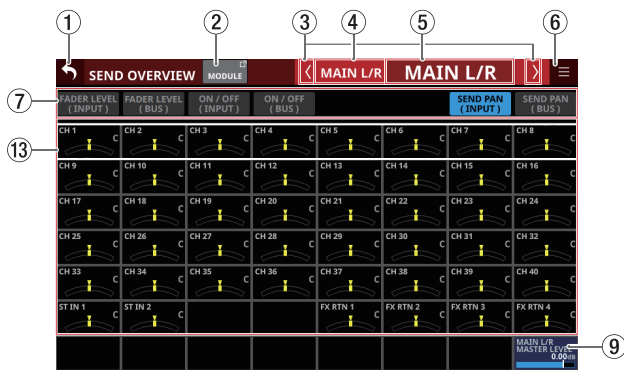 1 2 3 4 5 6
SEND OVERVIEW MODULE MAIN L/R MAIN L/R
7
FADER LEVEL FADER LEVEL ON / OFF ON / OFF SEND PAN SEND PAN
(INPUT) (BUS) (INPUT) (BUS) (INPUT) (BUS)
13
CH 1 C CH 2 C CH 3 C CH 4 C CH 5 C CH 6 C CH 7 C CH 8 C
CH 9 C CH 10 C CH 11 C CH 12 C CH 13 C CH 14 C CH 15 C CH 16 C
CH 17 C CH 18 C CH 19 C CH 20 C CH 21 C CH 22 C CH 23 C CH 24 C
CH 25 C CH 26 C CH 27 C CH 28 C CH 29 C CH 30 C CH 31 C CH 32 C
CH 33 C CH 34 C CH 35 C CH 36 C CH 37 C CH 38 C CH 39 C CH 40 C
ST IN 1 C ST IN 2 C FX RTN 1 C FX RTN 2 C FX RTN 3 C FX RTN 4 C
MAIN L/R
MASTER LEVEL
0.00dB
9